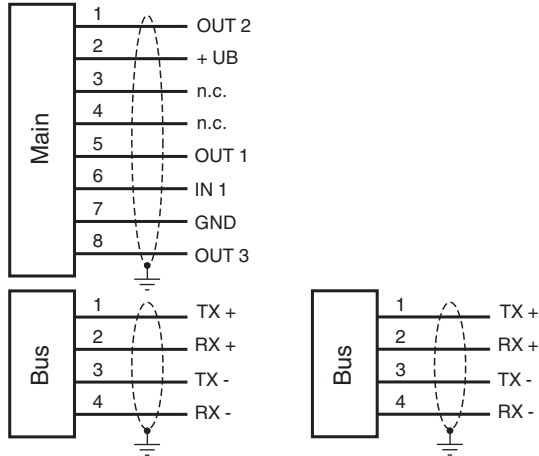 Main
1 OUT 2
2 + UB
3 n.c.
4 n.c.
5 OUT 1
6 IN 1
7 GND
8 OUT 3
Bus
1 TX +
2 RX +
3 TX -
4 RX -
Bus
1 TX +
2 RX +
3 TX -
4 RX -